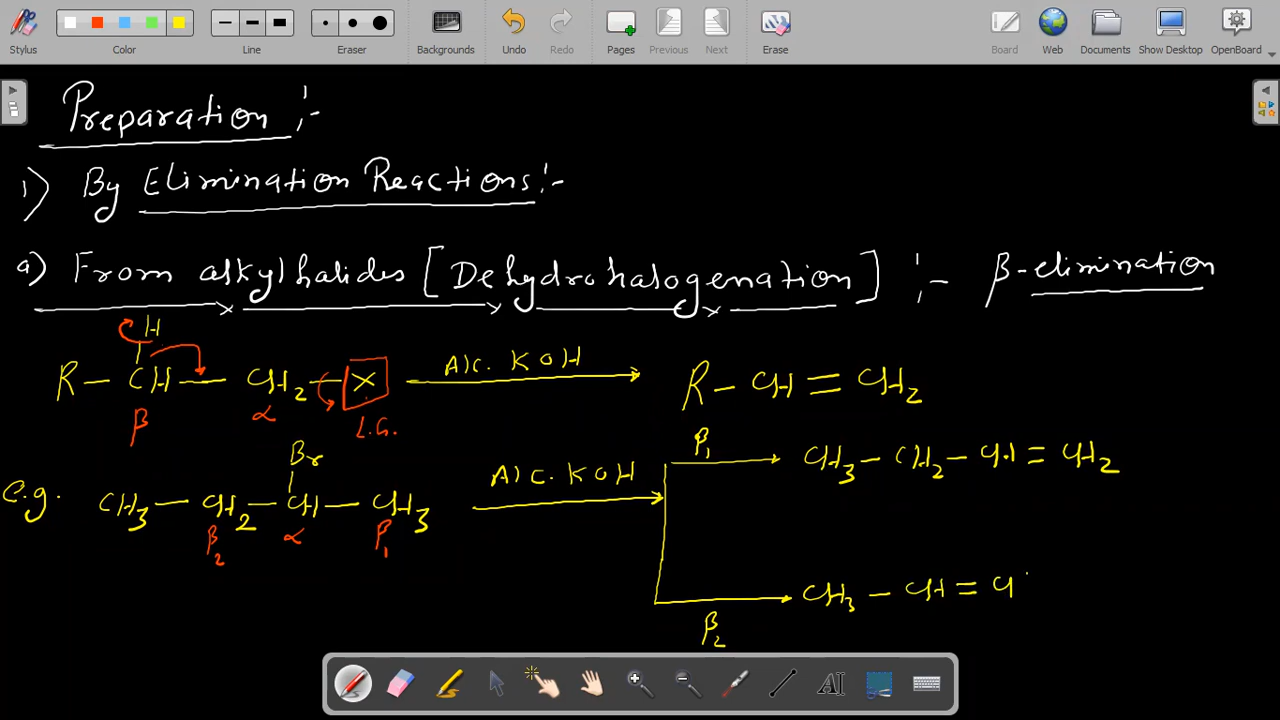 Stylus Color Line Eraser Backgrounds Undo Redo Pages Previous Next Erase Board Web Documents Show Desktop OpenBoard
Preparation :-
1) By Elimination Reactions :-
a) From alkylhalides [Dehydrohalogenation] :- β-elimination
H
R — CH — CH2 — X Alc. KOH R — CH = CH2
β α L.G.
Br
e.g. CH3 — CH2 — CH — CH3 Alc. KOH β1 CH3 — CH2 — CH = CH2
β2 α β1
β2 CH3 — CH =
AI